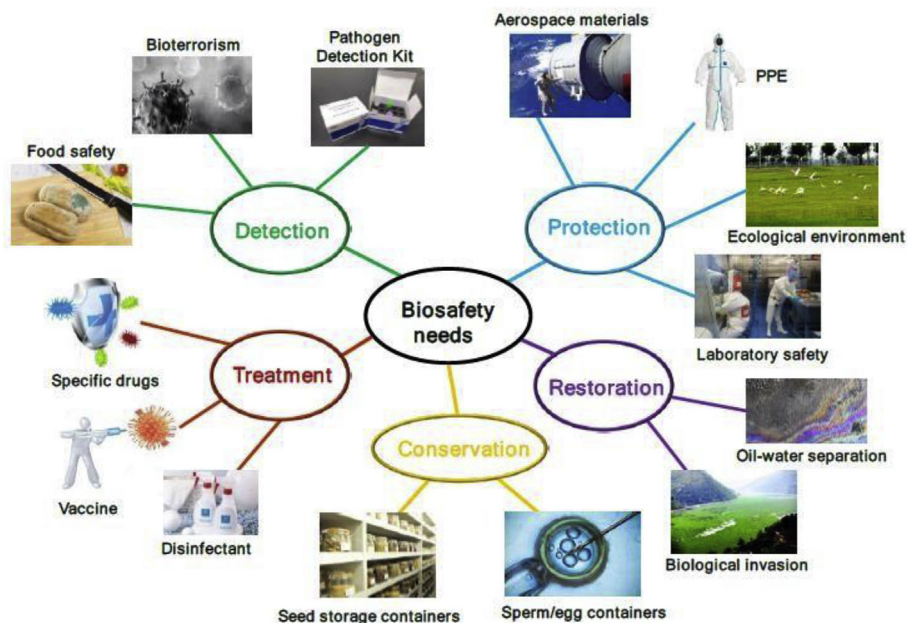 Aerospace materials
Bioterrorism
Pathogen
Detection Kit
PPE
Food safety
Detection
Protection
Ecological environment
Biosafety
needs
Laboratory safety
Specific drugs
Treatment
Restoration
Conservation
Oil-water separation
Vaccine
Disinfectant
Biological invasion
Seed storage containers
Sperm/egg containers